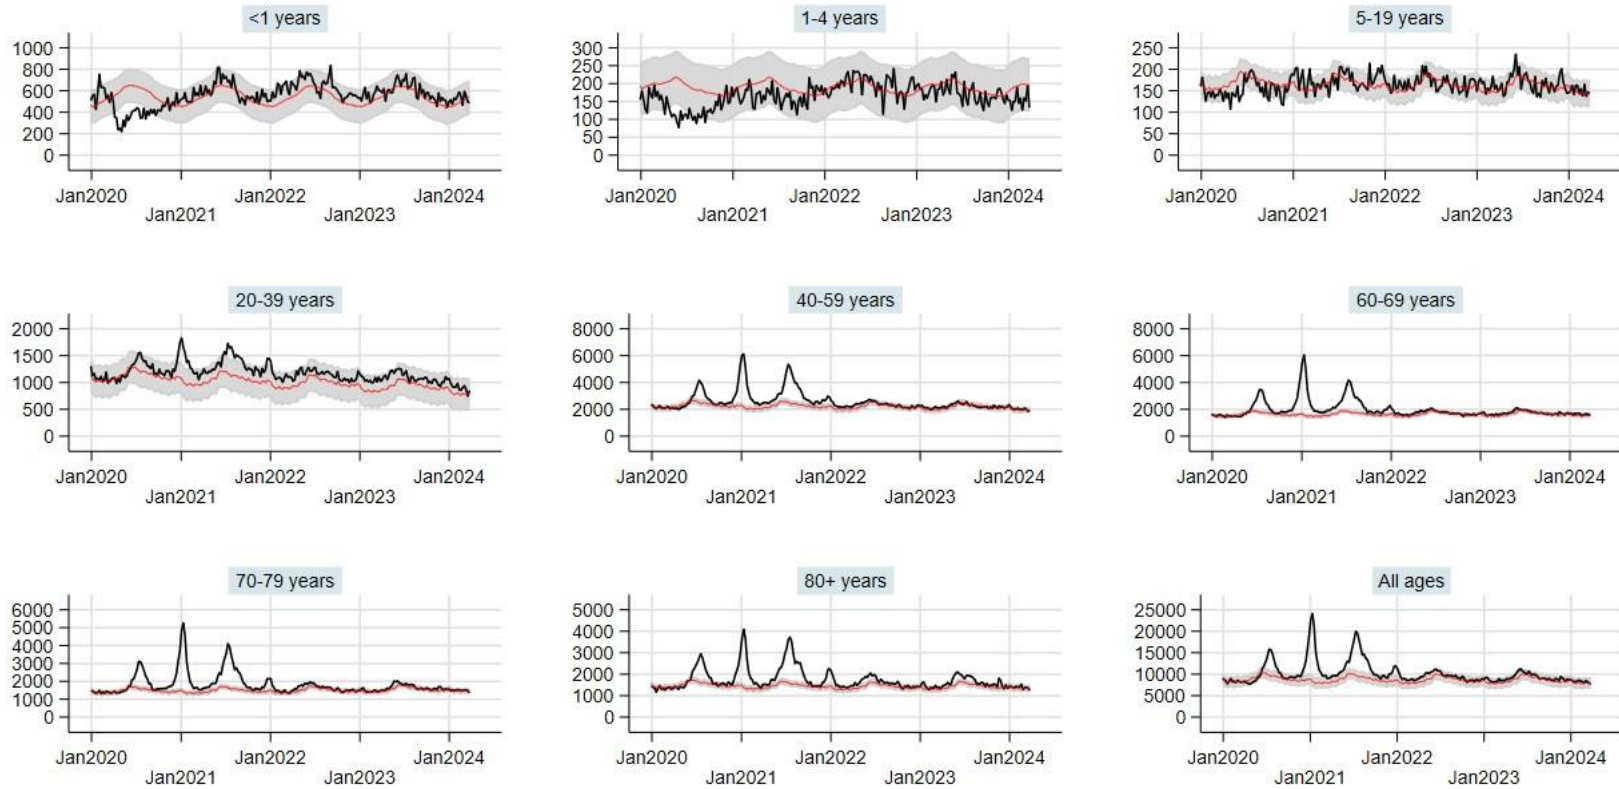 <1 years
1000
800
600
400
200
0
Jan2020
Jan2021
Jan2022
Jan2023
Jan2024
1-4 years
300
250
200
150
100
50
0
Jan2020
Jan2021
Jan2022
Jan2023
Jan2024
5-19 years
250
200
150
100
50
0
Jan2020
Jan2021
Jan2022
Jan2023
Jan2024
20-39 years
2000
1500
1000
500
0
Jan2020
Jan2021
Jan2022
Jan2023
Jan2024
40-59 years
8000
6000
4000
2000
0
Jan2020
Jan2021
Jan2022
Jan2023
Jan2024
60-69 years
8000
6000
4000
2000
0
Jan2020
Jan2021
Jan2022
Jan2023
Jan2024
70-79 years
6000
5000
4000
3000
2000
1000
0
Jan2020
Jan2021
Jan2022
Jan2023
Jan2024
80+ years
5000
4000
3000
2000
1000
0
Jan2020
Jan2021
Jan2022
Jan2023
Jan2024
All ages
25000
20000
15000
10000
5000
0
Jan2020
Jan2021
Jan2022
Jan2023
Jan2024